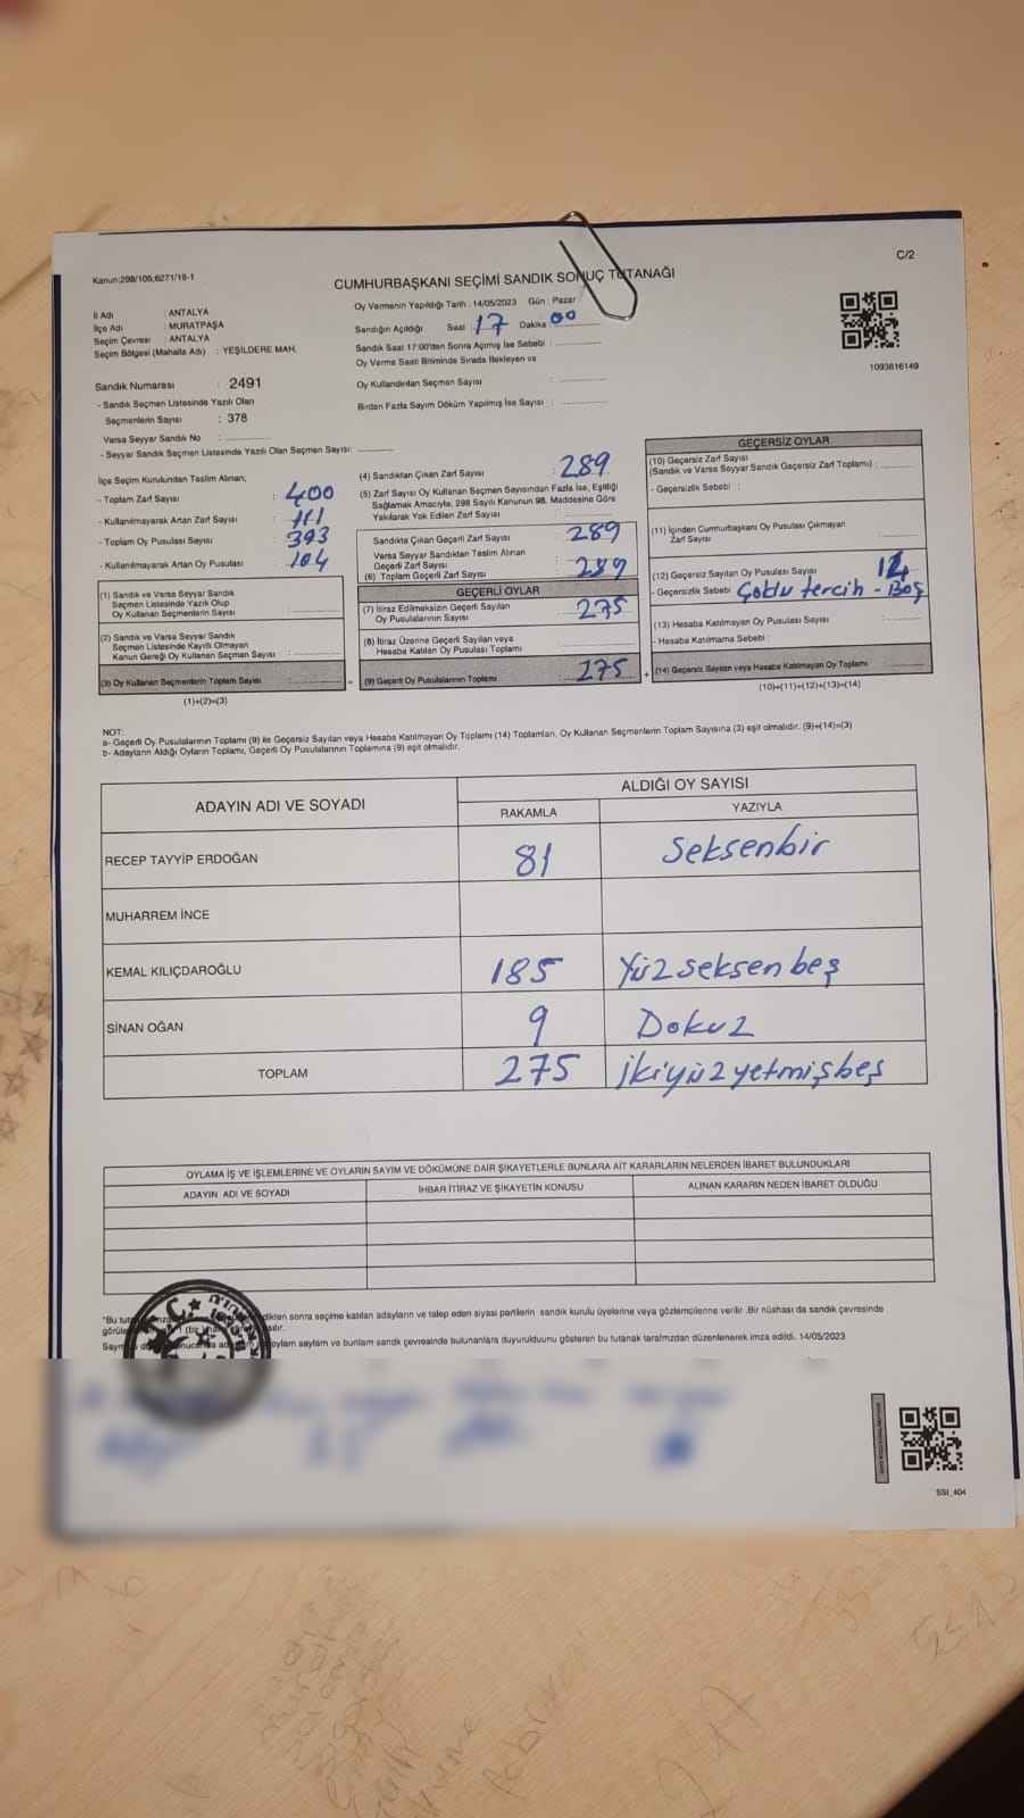 C/2
Kanun:298/106;6271/18-1
CUMHURBAŞKANI SEÇİMİ SANDIK SONUÇ TUTANAĞI
Oy Vermenin Yapıldığı Tarih : 14/05/2023 Gün : Pazar
İl Adı : ANTALYA
İlçe Adı : MURATPAŞA
Seçim Çevresi : ANTALYA
Seçim Bölgesi (Mahalle Adı) : YEŞİLDERE MAH.
Sandığın Açıldığı Saat 17 Dakika 00
Sandık Saat 17:00'den Sonra Açılmış İse Sebebi :
Oy Verme Saati Bitiminde Sırada Bekleyen ve
Oy Kullandırılan Seçmen Sayısı :
Birden Fazla Sayım Döküm Yapılmış İse Sayısı :
1093616149
Sandık Numarası : 2491
- Sandık Seçmen Listesinde Yazılı Olan
Seçmenlerin Sayısı : 378
Varsa Seyyar Sandık No :
- Seyyar Sandık Seçmen Listesinde Yazılı Olan Seçmen Sayısı:
İlçe Seçim Kurulundan Teslim Alınan;
- Toplam Zarf Sayısı : 400
- Kullanılmayarak Artan Zarf Sayısı : 111
- Toplam Oy Pusulası Sayısı : 393
- Kullanılmayarak Artan Oy Pusulası : 104
(1) Sandık ve Varsa Seyyar Sandık
Seçmen Listesinde Yazılı Olup
Oy Kullanan Seçmenlerin Sayısı :
(2) Sandık ve Varsa Seyyar Sandık
Seçmen Listesinde Kayıtlı Olmayan
Kanun Gereği Oy Kullanan Seçmen Sayısı :
(3) Oy Kullanan Seçmenlerin Toplam Sayısı :
(1)+(2)=(3)
(4) Sandıktan Çıkan Zarf Sayısı : 289
(5) Zarf Sayısı Oy Kullanan Seçmen Sayısından Fazla İse, Eşitliği
Sağlamak Amacıyla, 298 Sayılı Kanunun 98. Maddesine Göre
Yakılarak Yok Edilen Zarf Sayısı :
Sandıkta Çıkan Geçerli Zarf Sayısı : 289
Varsa Seyyar Sandıktan Teslim Alınan
Geçerli Zarf Sayısı :
(6) Toplam Geçerli Zarf Sayısı : 289
GEÇERLİ OYLAR
(7) İtiraz Edilmeksizin Geçerli Sayılan
Oy Pusulalarının Sayısı : 275
(8) İtiraz Üzerine Geçerli Sayılan veya
Hesaba Katılan Oy Pusulası Toplamı :
= (9) Geçerli Oy Pusulalarının Toplamı : 275 +
GEÇERSİZ OYLAR
(10) Geçersiz Zarf Sayısı
(Sandık ve Varsa Seyyar Sandık Geçersiz Zarf Toplamı) :
- Geçersizlik Sebebi :
(11) İçinden Cumhurbaşkanı Oy Pusulası Çıkmayan
Zarf Sayısı :
(12) Geçersiz Sayılan Oy Pusulası Sayısı
- Geçersizlik Sebebi Çoklu tercih - Boş
(13) Hesaba Katılmayan Oy Pusulası Sayısı :
- Hesaba Katılmama Sebebi :
(14) Geçersiz Sayılan veya Hesaba Katılmayan Oy Toplamı :
(10)+(11)+(12)+(13)=(14)
NOT:
a- Geçerli Oy Pusulalarının Toplamı (9) ile Geçersiz Sayılan veya Hesaba Katılmayan Oy Toplamı (14) Toplamları, Oy Kullanan Seçmenlerin Toplam Sayısına (3) eşit olmalıdır. (9)+(14)=(3)
b- Adayların Aldığı Oyların Toplamı, Geçerli Oy Pusulalarının Toplamına (9) eşit olmalıdır.
ADAYIN ADI VE SOYADI
ALDIĞI OY SAYISI
RAKAMLA YAZIYLA
RECEP TAYYİP ERDOĞAN 81 Seksenbir
MUHARREM İNCE
KEMAL KILIÇDAROĞLU 185 Yüz seksen beş
SİNAN OĞAN 9 Dokuz
TOPLAM 275 İkiyüzyetmişbeş
OYLAMA İŞ VE İŞLEMLERİNE VE OYLARIN SAYIM VE DÖKÜMÜNE DAİR ŞİKAYETLERLE BUNLARA AİT KARARLARIN NELERDEN İBARET BULUNDUKLARI
ADAYIN ADI VE SOYADI İHBAR İTİRAZ VE ŞİKAYETİN KONUSU ALINAN KARARIN NEDEN İBARET OLDUĞU
*Bu sonra seçime katılan adayların ve talep eden siyasi partilerin sandık kurulu üyelerine veya gözlemcilerine verilir. Bir nüshası da sandık çevresinde
sayılan ve bunların sandık çevresinde bulunanlara duyurulduğunu gösteren bu tutanak tarafımızdan düzenlenerek imza edildi. 14/05/2023
SSI_404